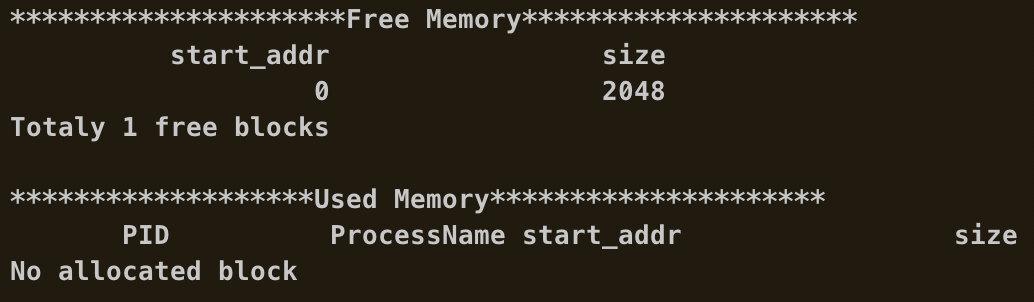 *********************Free Memory*********************
start_addr size
0 2048
Totaly 1 free blocks
*******************Used Memory*********************
PID ProcessName start_addr size
No allocated block